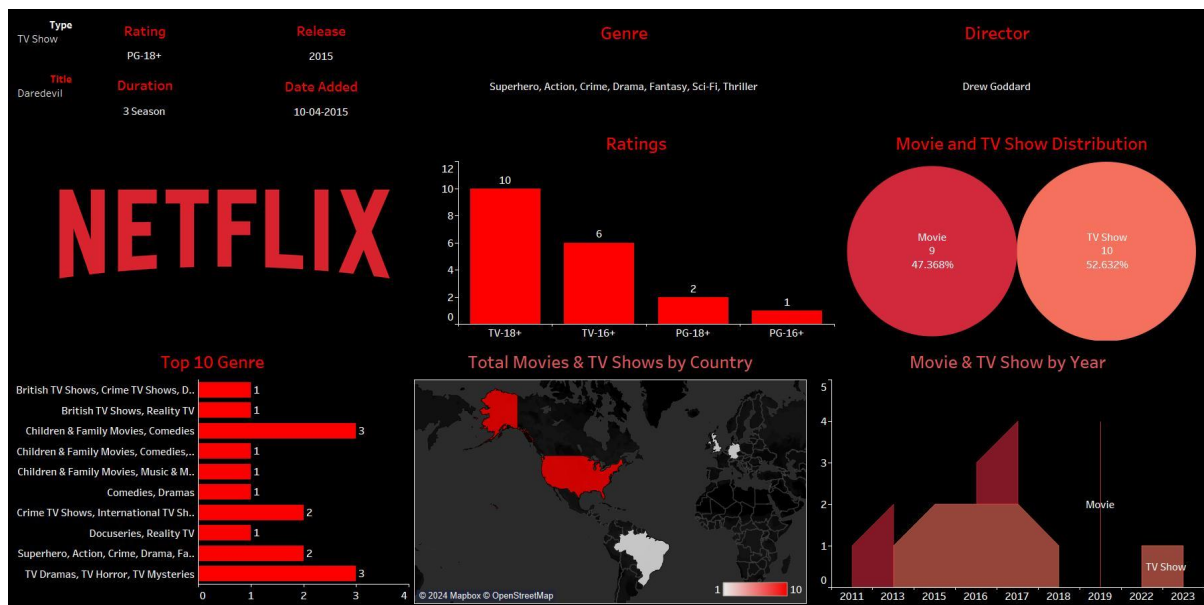 Type
TV Show
Rating
PG-18+
Release
2015
Genre
Superhero, Action, Crime, Drama, Fantasy, Sci-Fi, Thriller
Director
Drew Goddard
Title
Daredevil
Duration
3 Season
Date Added
10-04-2015
NETFLIX
Ratings
12
10
8
6
4
2
0
10
6
2
1
TV-18+
TV-16+
PG-18+
PG-16+
Movie and TV Show Distribution
Movie
9
47.368%
TV Show
10
52.632%
Top 10 Genre
British TV Shows, Crime TV Shows, D.. 1
British TV Shows, Reality TV 1
Children & Family Movies, Comedies 3
Children & Family Movies, Comedies,.. 1
Children & Family Movies, Music & M.. 1
Comedies, Dramas 1
Crime TV Shows, International TV Sh.. 2
Docuseries, Reality TV 1
Superhero, Action, Crime, Drama, Fa.. 2
TV Dramas, TV Horror, TV Mysteries 3
0 1 2 3 4
Total Movies & TV Shows by Country
1 10
© 2024 Mapbox © OpenStreetMap
Movie & TV Show by Year
5
4
3
2
1
0
Movie
TV Show
2011 2013 2015 2016 2017 2018 2019 2022 2023